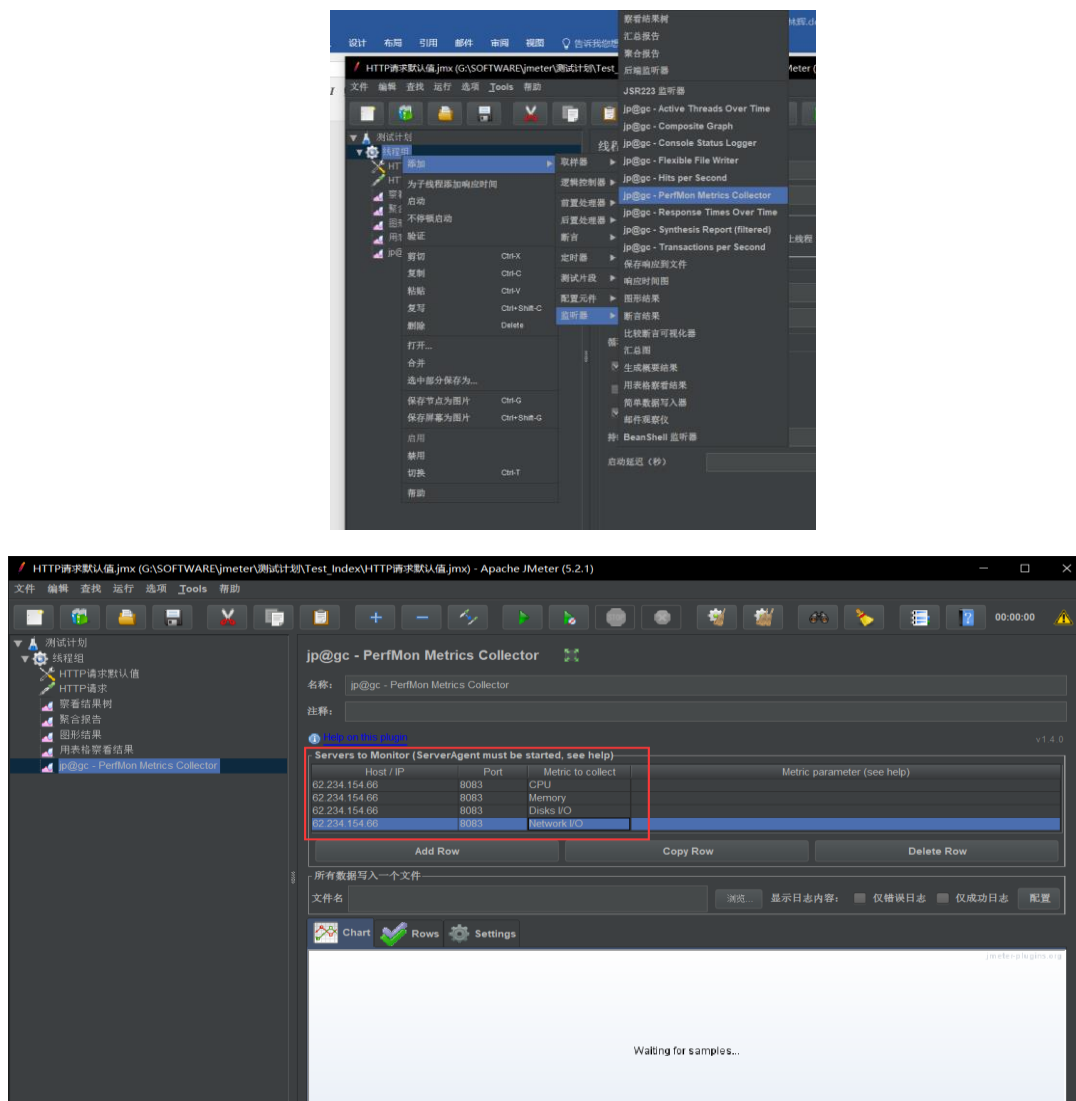 设计 布局 引用 邮件 审阅 视图 告诉我您想
HTTP请求默认值.jmx (G:\SOFTWARE\jmeter\测试计划\Test_
文件 编辑 查找 运行 选项 Tools 帮助
测试计划
线程组
添加
为子线程添加响应时间
启动
不停顿启动
验证
剪切 Ctrl-X
复制 Ctrl-C
粘贴 Ctrl-V
复写 Ctrl+Shift-C
删除 Delete
打开...
合并
选中部分保存为...
保存节点为图片 Ctrl-G
保存屏幕为图片 Ctrl+Shift-G
启用
禁用
切换 Ctrl-T
帮助
取样器
逻辑控制器
前置处理器
后置处理器
断言
定时器
测试片段
配置元件
监听器
察看结果树
汇总报告
聚合报告
后端监听器
JSR223 监听器
jp@gc - Active Threads Over Time
jp@gc - Composite Graph
jp@gc - Console Status Logger
jp@gc - Flexible File Writer
jp@gc - Hits per Second
jp@gc - PerfMon Metrics Collector
jp@gc - Response Times Over Time
jp@gc - Synthesis Report (filtered)
jp@gc - Transactions per Second
保存响应到文件
响应时间图
图形结果
断言结果
比较断言可视化器
汇总图
生成概要结果
用表格察看结果
简单数据写入器
邮件观察仪
BeanShell 监听器
启动延迟（秒）
HTTP请求默认值.jmx (G:\SOFTWARE\jmeter\测试计划\Test_Index\HTTP请求默认值.jmx) - Apache JMeter (5.2.1)
文件 编辑 查找 运行 选项 Tools 帮助
00:00:00
测试计划
线程组
HTTP请求默认值
HTTP请求
察看结果树
聚合报告
图形结果
用表格察看结果
jp@gc - PerfMon Metrics Collector
jp@gc - PerfMon Metrics Collector
名称： jp@gc - PerfMon Metrics Collector
注释：
Help on this plugin v1.4.0
Servers to Monitor (ServerAgent must be started, see help)
Host / IP Port Metric to collect Metric parameter (see help)
62.234.154.66 8083 CPU
62.234.154.66 8083 Memory
62.234.154.66 8083 Disks I/O
62.234.154.66 8083 Network I/O
Add Row Copy Row Delete Row
所有数据写入一个文件
文件名 浏览... 显示日志内容： 仅错误日志 仅成功日志 配置
Chart Rows Settings
jmeter-plugins.org
Waiting for samples...